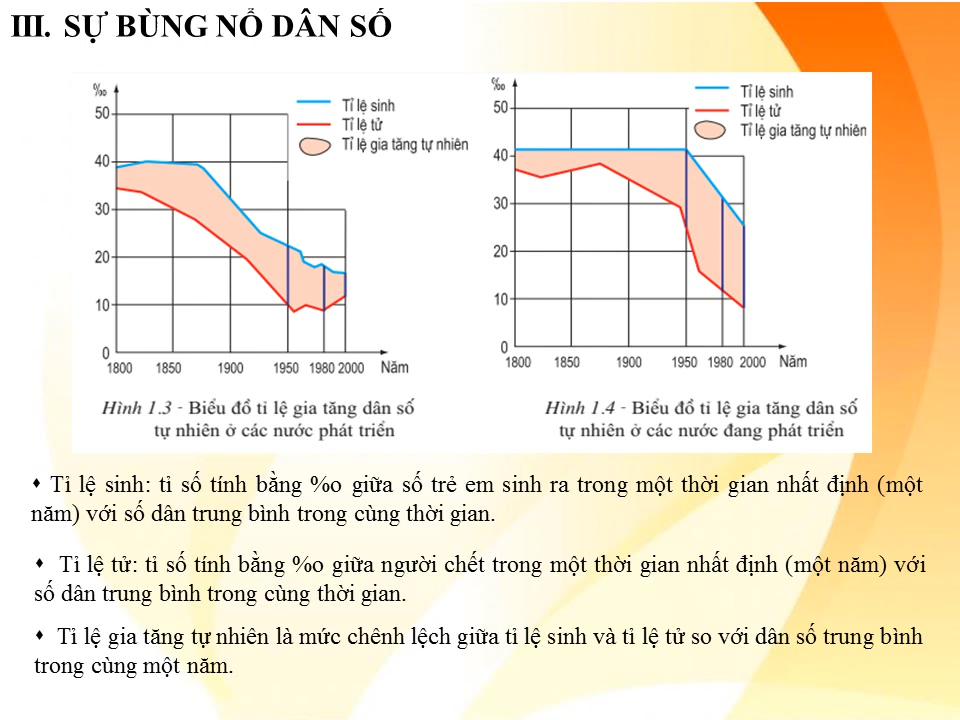 III. SỰ BÙNG NỔ DÂN SỐ
‰
50
40
30
20
10
0
1800 1850 1900 1950 1980 2000 Năm
Tỉ lệ sinh
Tỉ lệ tử
Tỉ lệ gia tăng tự nhiên
Hình 1.3 - Biểu đồ tỉ lệ gia tăng dân số
tự nhiên ở các nước phát triển
‰
50
40
30
20
10
0
1800 1850 1900 1950 1980 2000 Năm
Tỉ lệ sinh
Tỉ lệ tử
Tỉ lệ gia tăng tự nhiên
Hình 1.4 - Biểu đồ tỉ lệ gia tăng dân số
tự nhiên ở các nước đang phát triển
⬩ Tỉ lệ sinh: tỉ số tính bằng %o giữa số trẻ em sinh ra trong một thời gian nhất định (một
năm) với số dân trung bình trong cùng thời gian.
⬩ Tỉ lệ tử: tỉ số tính bằng %o giữa người chết trong một thời gian nhất định (một năm) với
số dân trung bình trong cùng thời gian.
⬩ Tỉ lệ gia tăng tự nhiên là mức chênh lệch giữa tỉ lệ sinh và tỉ lệ tử so với dân số trung bình
trong cùng một năm.